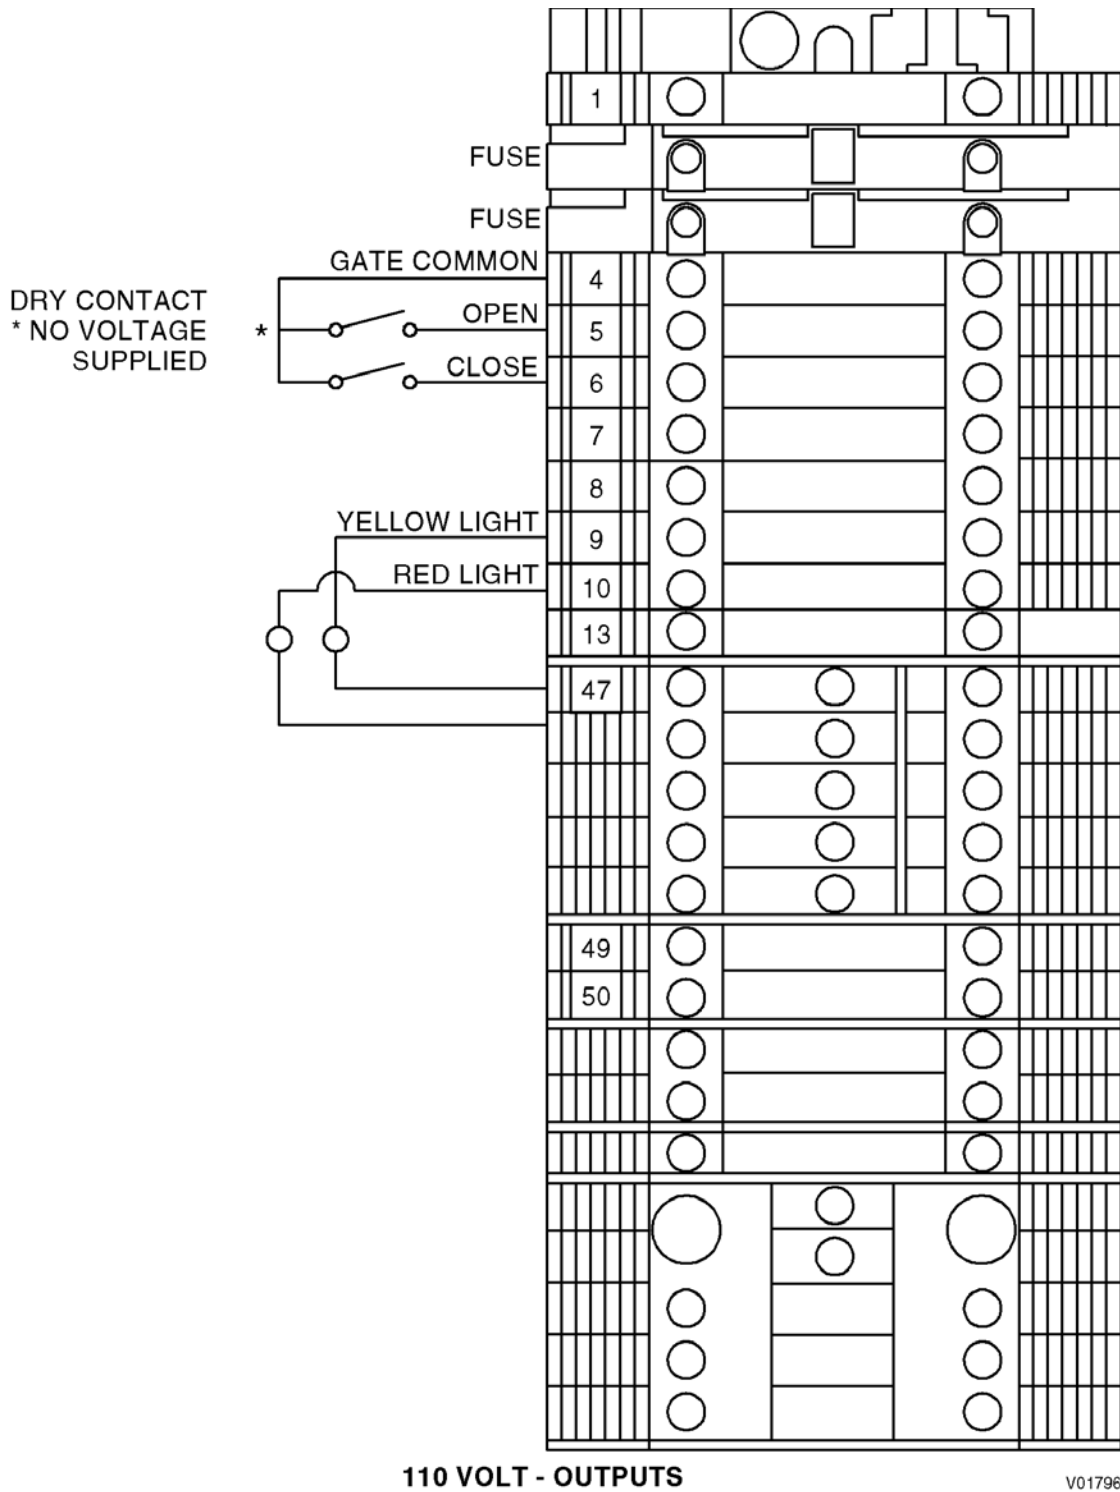 1
FUSE
FUSE
GATE COMMON
4
DRY CONTACT
* NO VOLTAGE
SUPPLIED
*
OPEN
5
CLOSE
6
7
8
YELLOW LIGHT
9
RED LIGHT
10
13
47
49
50
110 VOLT - OUTPUTS
V01796